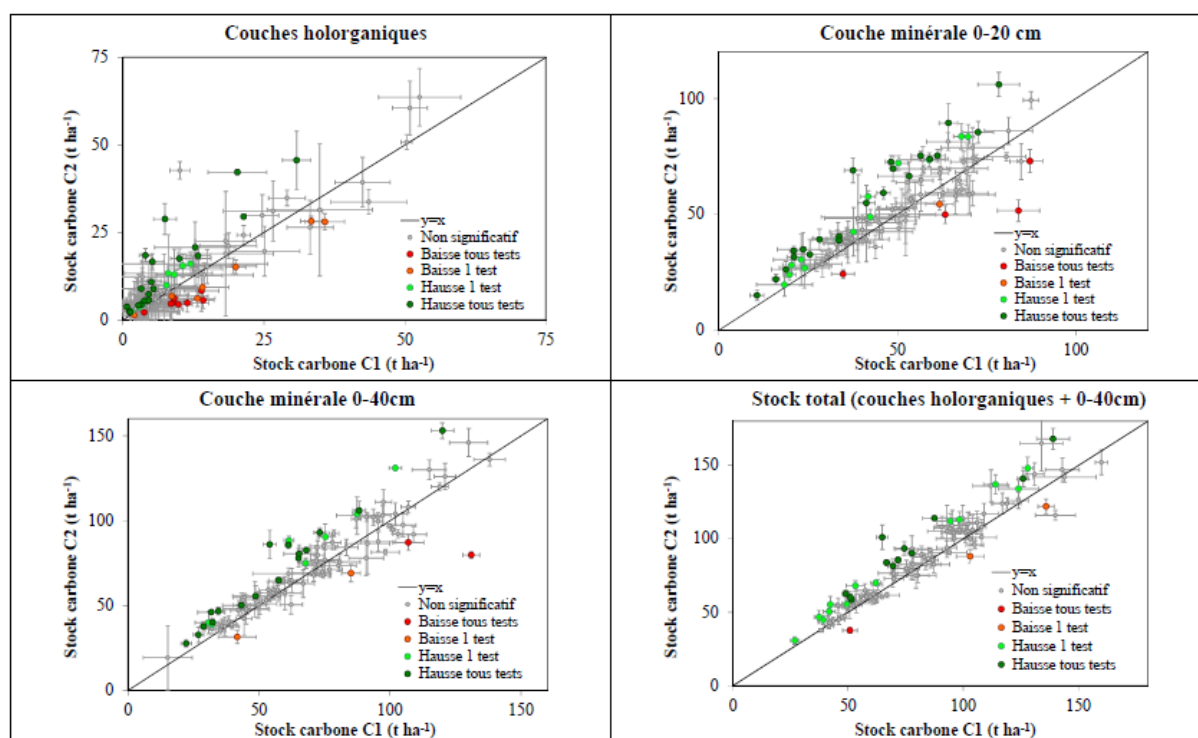 Couches holorganiques
75
50
25
0
Stock carbone C2 (t ha-1)
y=x
Non significatif
Baisse tous tests
Baisse 1 test
Hausse 1 test
Hausse tous tests
0 25 50 75
Stock carbone C1 (t ha-1)
Couche minérale 0-20 cm
100
50
0
Stock carbone C2 (t ha-1)
y=x
Non significatif
Baisse tous tests
Baisse 1 test
Hausse 1 test
Hausse tous tests
0 50 100
Stock carbone C1 (t ha-1)
Couche minérale 0-40cm
150
100
50
0
Stock carbone C2 (t ha-1)
y=x
Non significatif
Baisse tous tests
Baisse 1 test
Hausse 1 test
Hausse tous tests
0 50 100 150
Stock carbone C1 (t ha-1)
Stock total (couches holorganiques + 0-40cm)
150
100
50
0
Stock carbone C2 (t ha-1)
y=x
Non significatif
Baisse tous tests
Baisse 1 test
Hausse 1 test
Hausse tous tests
0 50 100 150
Stock carbone C1 (t ha-1)